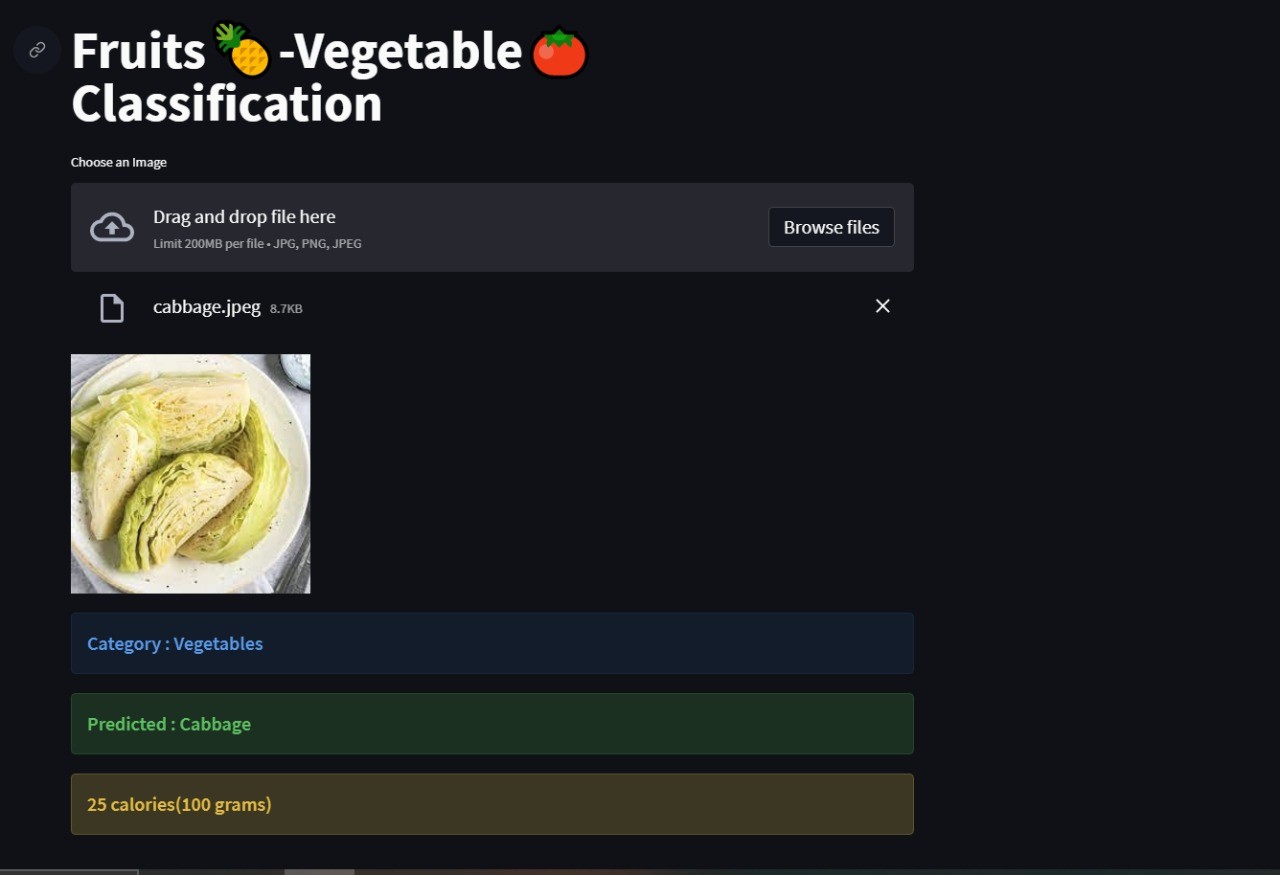 Fruits🍍-Vegetable🍅
Classification
Choose an Image
Drag and drop file here
Limit 200MB per file • JPG, PNG, JPEG
Browse files
cabbage.jpeg 8.7KB
Category : Vegetables
Predicted : Cabbage
25 calories(100 grams)